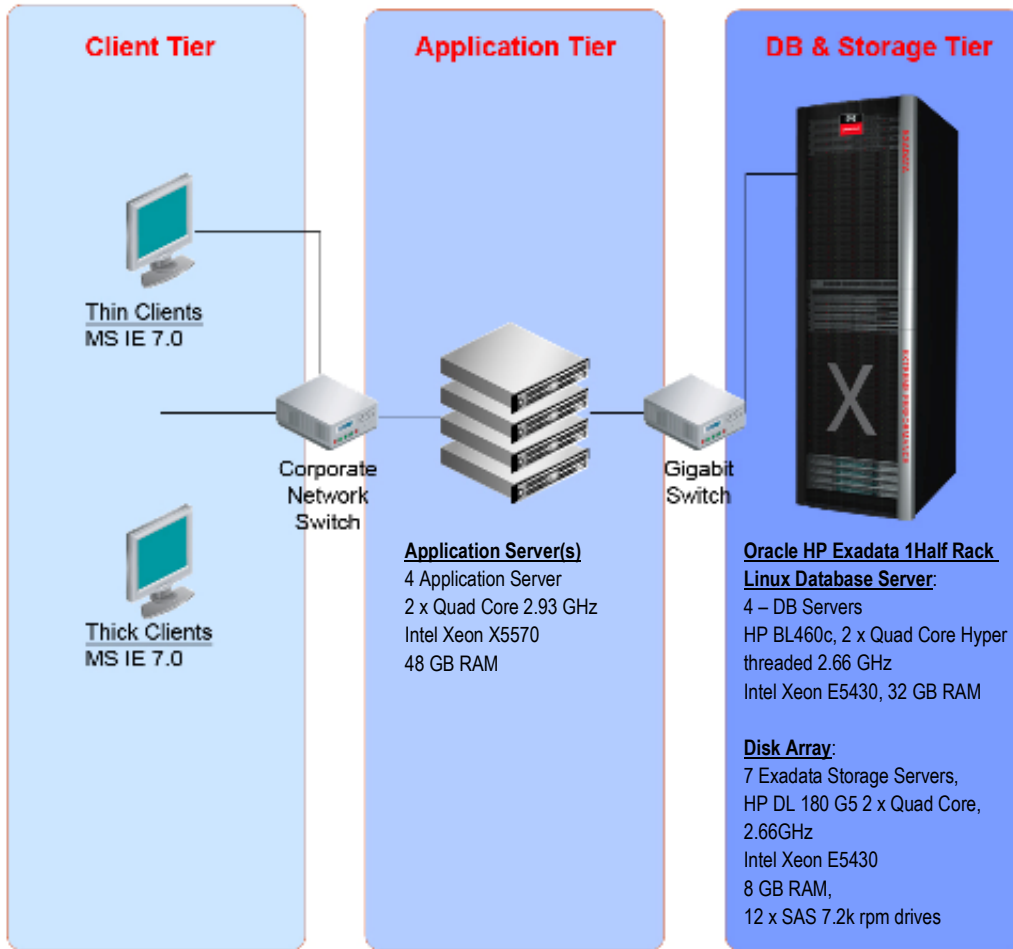 Client Tier
Application Tier
DB & Storage Tier
EXADATA
X
Thin Clients
MS IE 7.0
Corporate
Network
Switch
Gigabit
Switch
Thick Clients
MS IE 7.0
Application Server(s)
4 Application Server
2 x Quad Core 2.93 GHz
Intel Xeon X5570
48 GB RAM
Oracle HP Exadata 1Half Rack
Linux Database Server:
4 – DB Servers
HP BL460c, 2 x Quad Core Hyper
threaded 2.66 GHz
Intel Xeon E5430, 32 GB RAM
Disk Array:
7 Exadata Storage Servers,
HP DL 180 G5 2 x Quad Core,
2.66GHz
Intel Xeon E5430
8 GB RAM,
12 x SAS 7.2k rpm drives